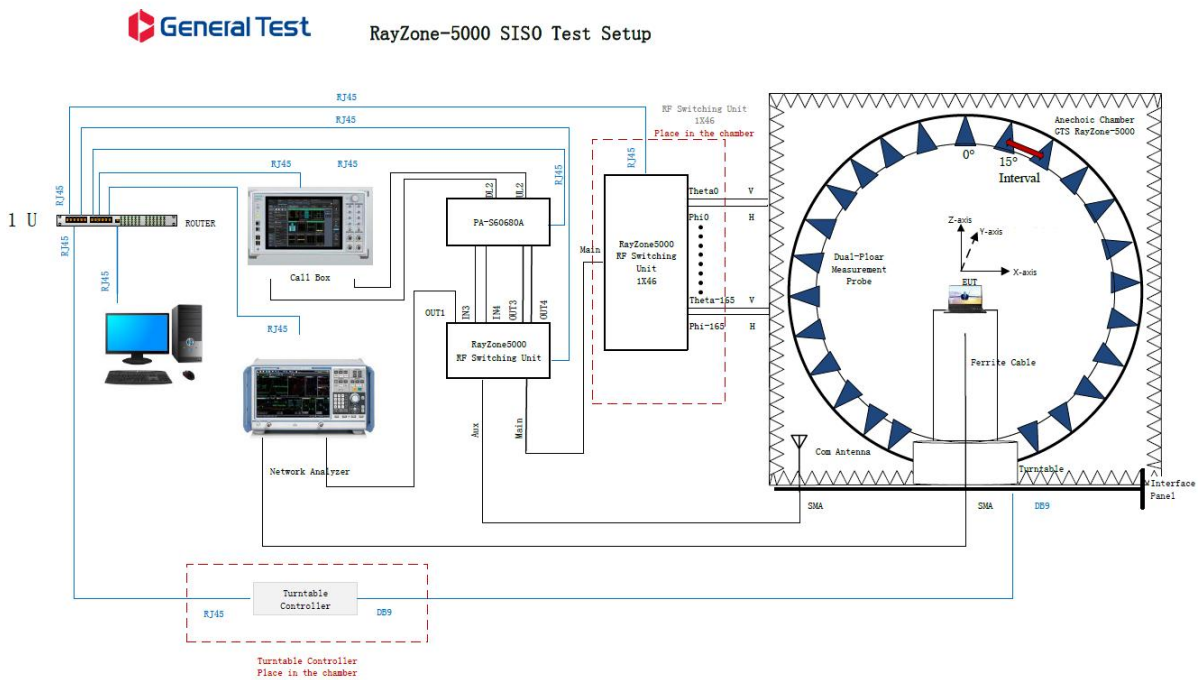 General Test
RayZone-5000 SISO Test Setup
RJ45
RF Switching Unit
1X46
Place in the chamber
RJ45
Anechoic Chamber
GTS RayZone-5000
0°
15°
Interval
RJ45
RJ45
RJ45
RJ45
RJ45
DL2
UL2
1 U
ROUTER
PA-S60680A
Theta0 V
Phi0 H
Main
RayZone5000
RF Switching
Unit
1X46
Theta-165 V
Phi-165 H
Z-axis
Y-axis
X-axis
Dual-Ploar
Measurement
Probe
EUT
RJ45
RJ45
Call Box
OUT1
IN3
IN4
OUT3
OUT4
RJ45
RayZone5000
RF Switching Unit
Ferrite Cable
Aux
Main
Network Analyzer
Com Antenna
Turntable
Interface
Panel
SMA
SMA
DB9
Turntable
Controller
RJ45
DB9
Turntable Controller
Place in the chamber